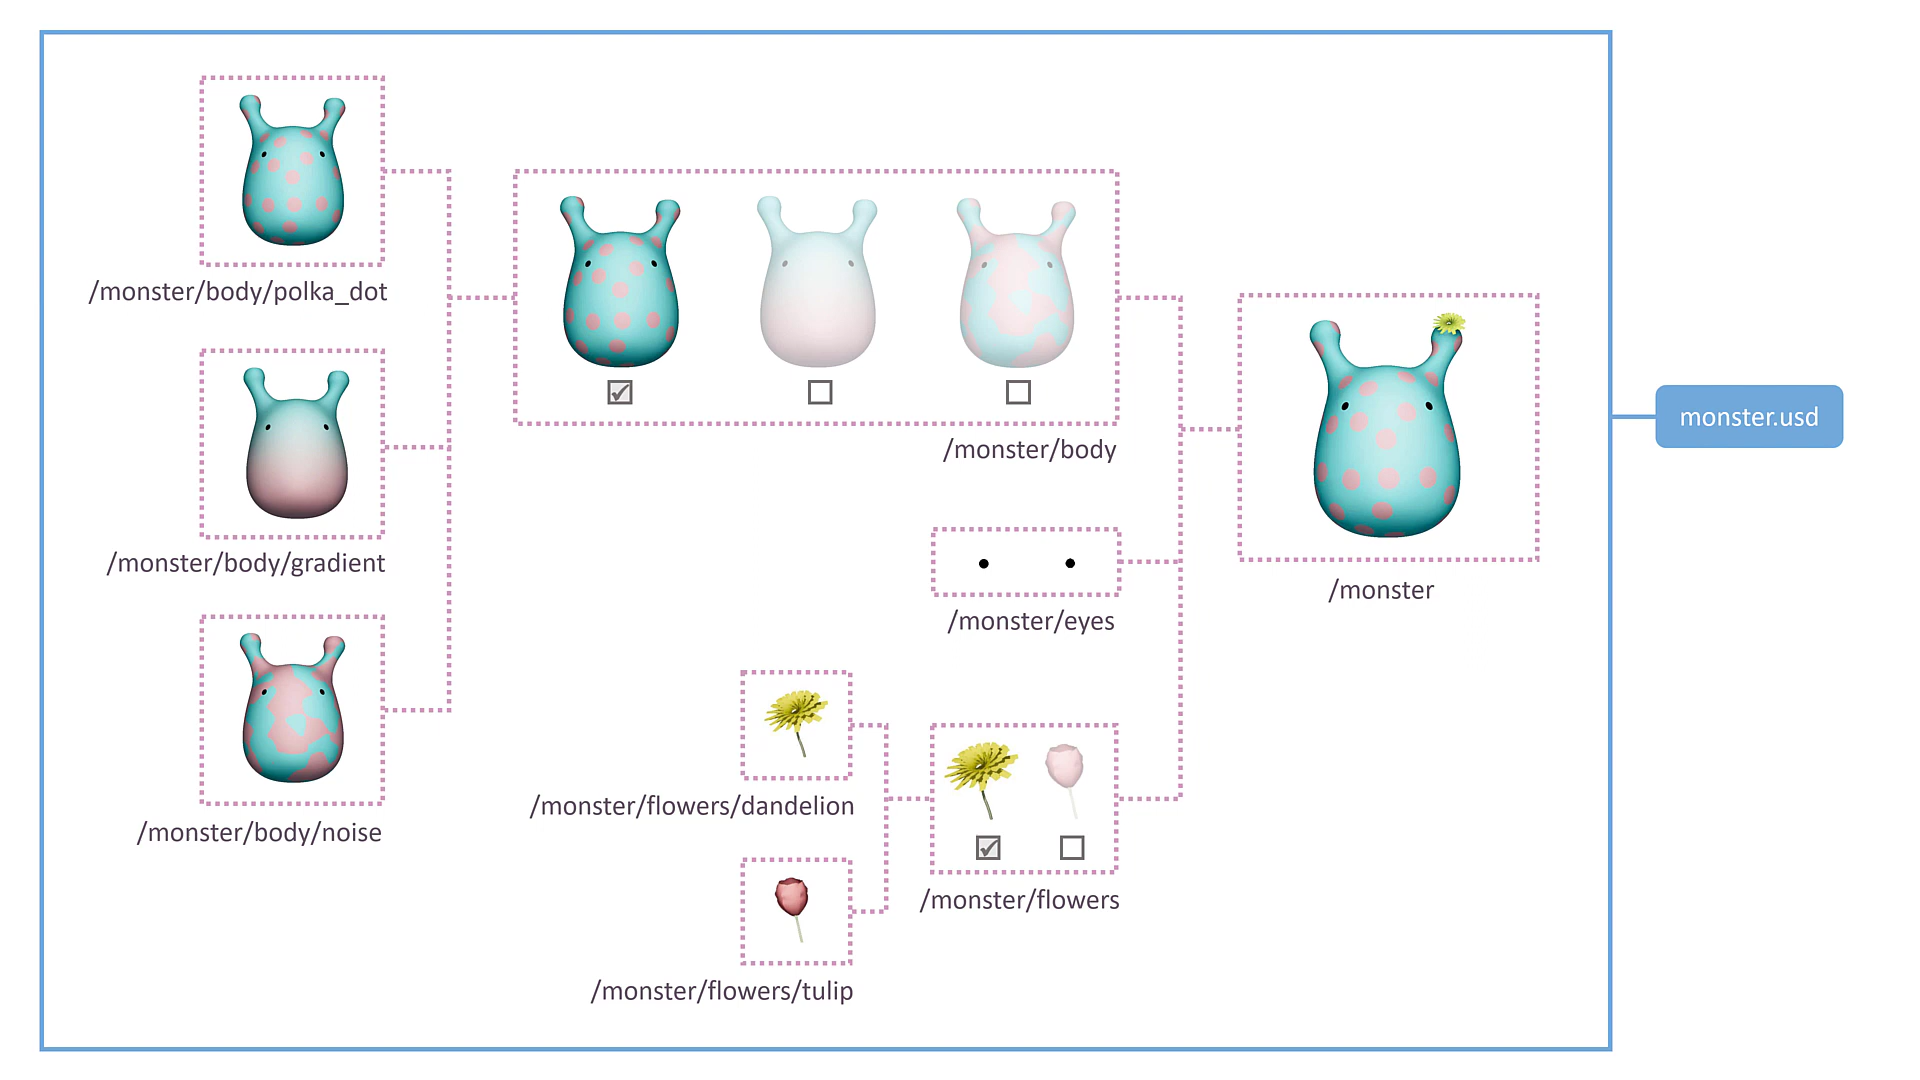 /monster/body/polka_dot
/monster/body/gradient
/monster/body/noise
/monster/body
/monster/eyes
/monster/flowers/dandelion
/monster/flowers/tulip
/monster/flowers
/monster
monster.usd